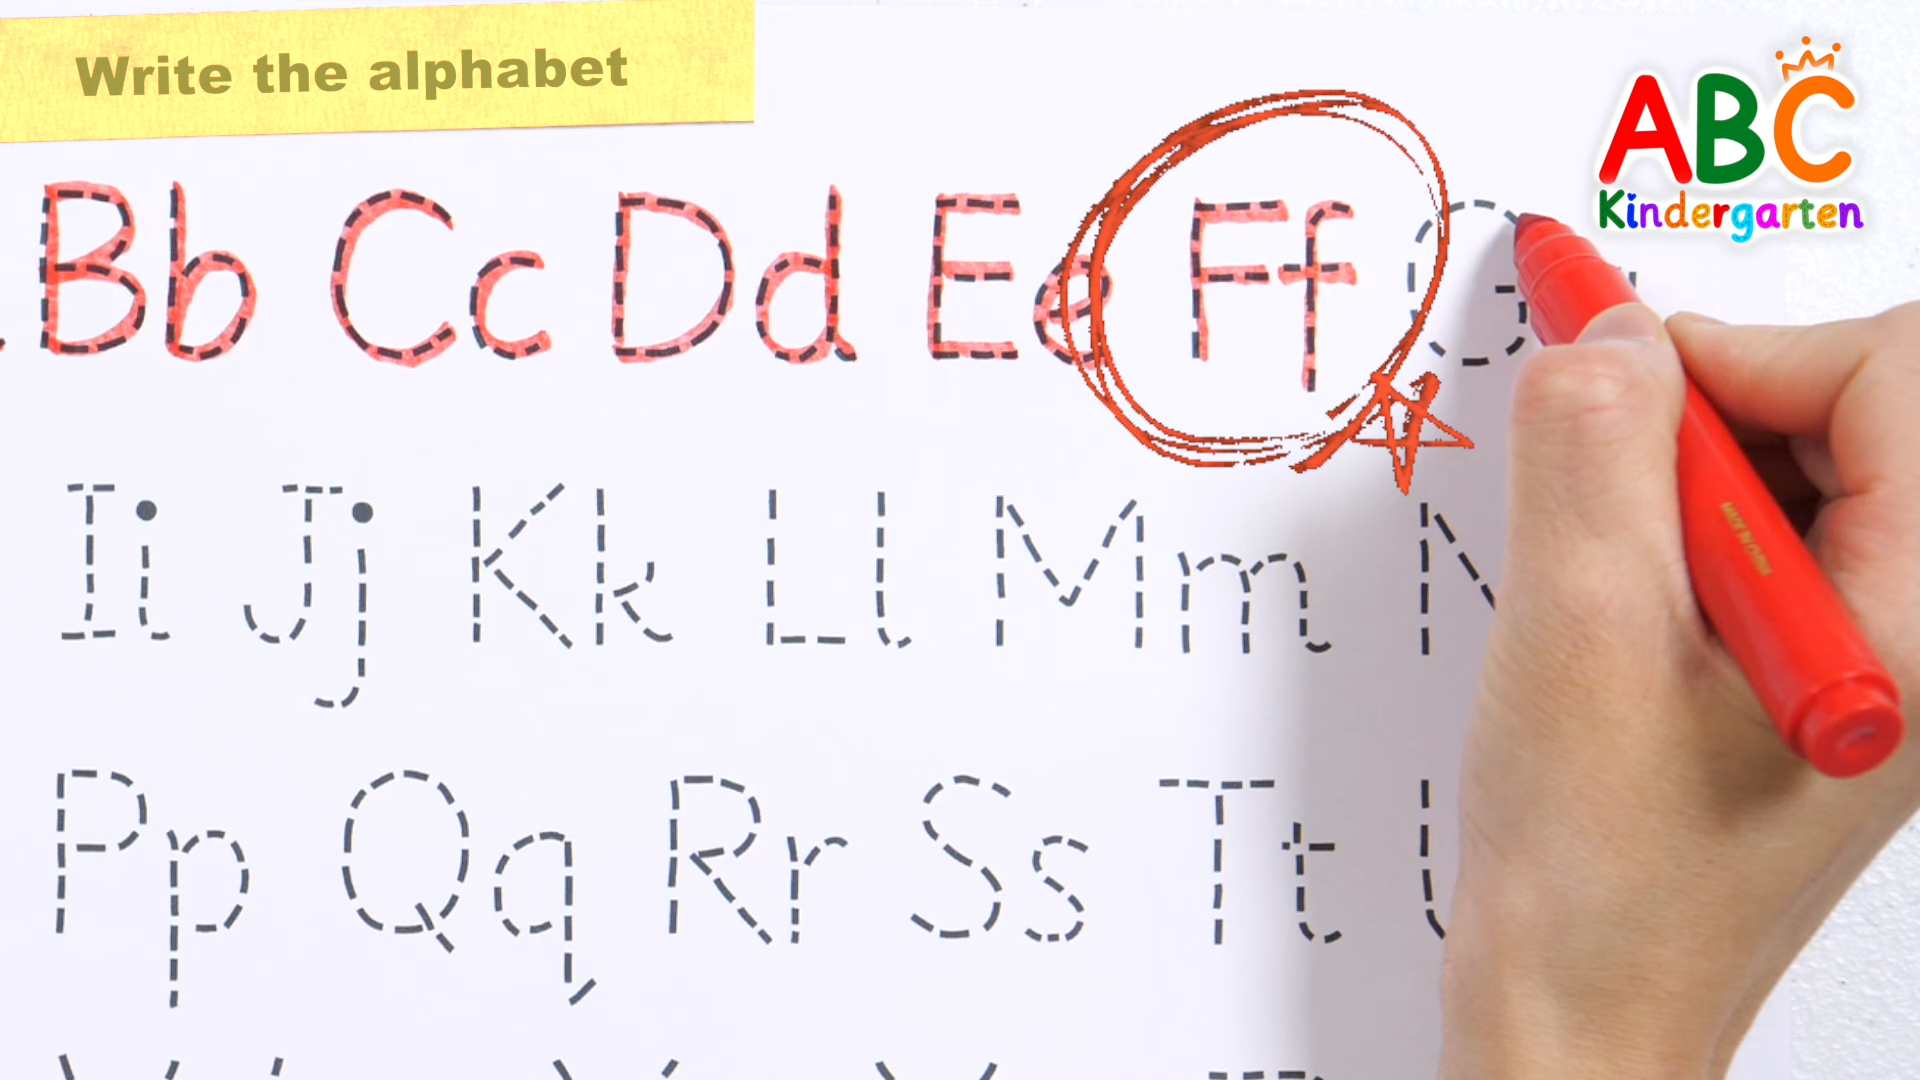 Write the alphabet
ABC
Kindergarten
Bb Cc Dd Ee Ff G
Ii Jj Kk Ll Mm N
Pp Qq Rr Ss Tt